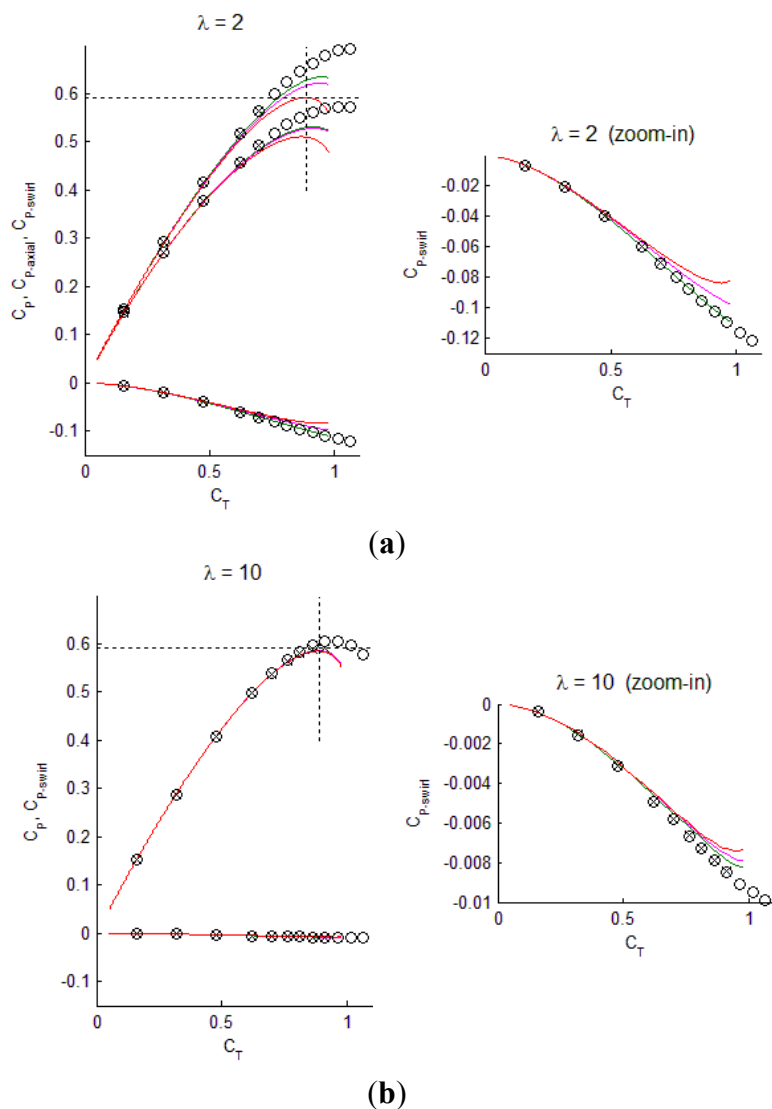 λ = 2
0.6
0.5
0.4
0.3
0.2
0.1
0
-0.1
C_P, C_P-axial, C_P-swirl
0 0.5 1
C_T
λ = 2 (zoom-in)
-0.02
-0.04
-0.06
-0.08
-0.1
-0.12
C_P-swirl
0 0.5 1
C_T
(a)
λ = 10
0.6
0.5
0.4
0.3
0.2
0.1
0
-0.1
C_P, C_P-swirl
0 0.5 1
C_T
λ = 10 (zoom-in)
0
-0.002
-0.004
-0.006
-0.008
-0.01
C_P-swirl
0 0.5 1
C_T
(b)